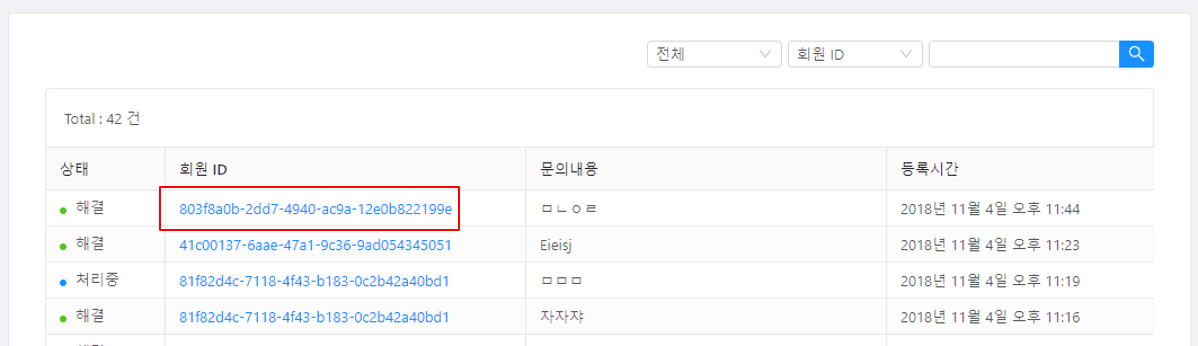 전체 회원 ID
Total : 42 건
상태 회원 ID 문의내용 등록시간
해결 803f8a0b-2dd7-4940-ac9a-12e0b822199e ㅁㄴㅇㄹ 2018년 11월 4일 오후 11:44
해결 41c00137-6aae-47a1-9c36-9ad054345051 Eieisj 2018년 11월 4일 오후 11:23
처리중 81f82d4c-7118-4f43-b183-0c2b42a40bd1 ㅁㅁㅁ 2018년 11월 4일 오후 11:19
해결 81f82d4c-7118-4f43-b183-0c2b42a40bd1 자자쟈 2018년 11월 4일 오후 11:16